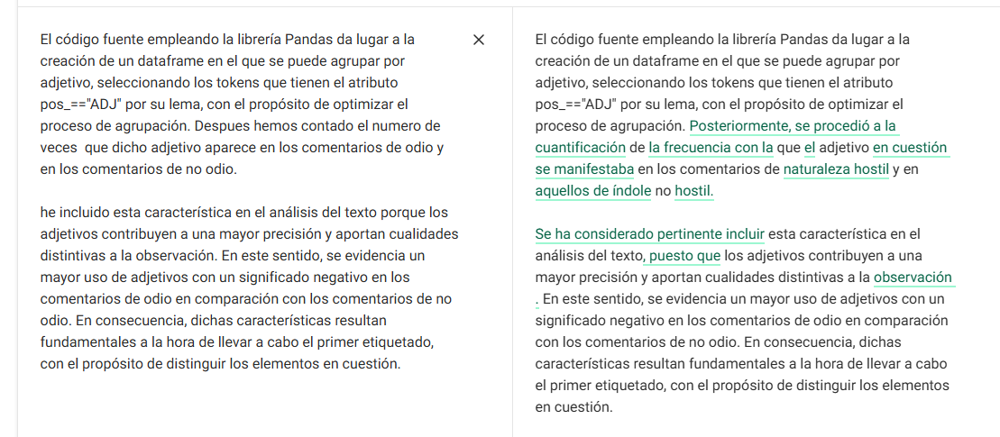 El código fuente empleando la librería Pandas da lugar a la
creación de un dataframe en el que se puede agrupar por
adjetivo, seleccionando los tokens que tienen el atributo
pos_=="ADJ" por su lema, con el propósito de optimizar el
proceso de agrupación. Despues hemos contado el numero de
veces  que dicho adjetivo aparece en los comentarios de odio y
en los comentarios de no odio.
he incluido esta característica en el análisis del texto porque los
adjetivos contribuyen a una mayor precisión y aportan cualidades
distintivas a la observación. En este sentido, se evidencia un
mayor uso de adjetivos con un significado negativo en los
comentarios de odio en comparación con los comentarios de no
odio. En consecuencia, dichas características resultan
fundamentales a la hora de llevar a cabo el primer etiquetado,
con el propósito de distinguir los elementos en cuestión.
El código fuente empleando la librería Pandas da lugar a la
creación de un dataframe en el que se puede agrupar por
adjetivo, seleccionando los tokens que tienen el atributo
pos_=="ADJ" por su lema, con el propósito de optimizar el
proceso de agrupación. Posteriormente, se procedió a la
cuantificación de la frecuencia con la que el adjetivo en cuestión
se manifestaba en los comentarios de naturaleza hostil y en
aquellos de índole no hostil.
Se ha considerado pertinente incluir esta característica en el
análisis del texto, puesto que los adjetivos contribuyen a una
mayor precisión y aportan cualidades distintivas a la observación
. En este sentido, se evidencia un mayor uso de adjetivos con un
significado negativo en los comentarios de odio en comparación
con los comentarios de no odio. En consecuencia, dichas
características resultan fundamentales a la hora de llevar a cabo
el primer etiquetado, con el propósito de distinguir los elementos
en cuestión.